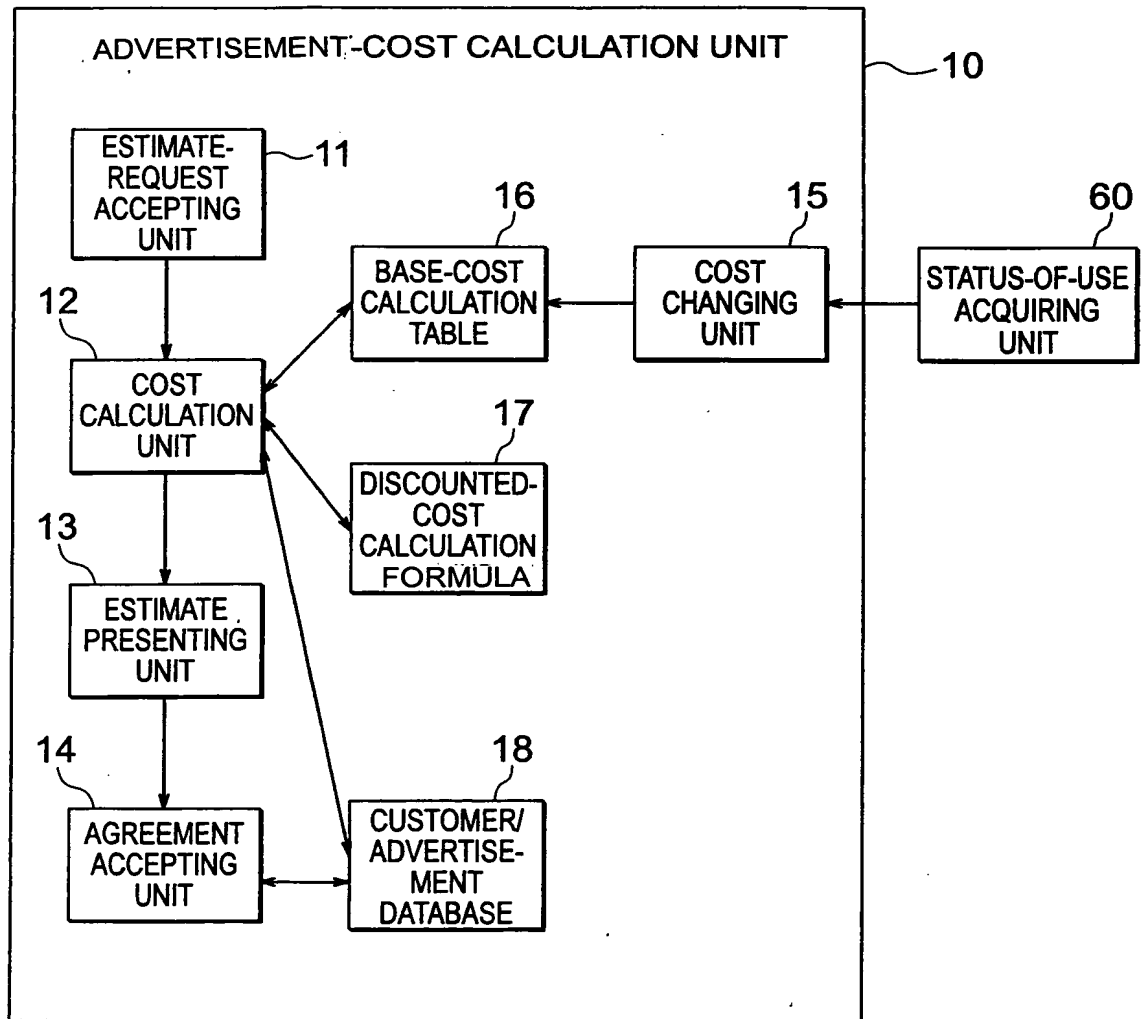 ADVERTISEMENT-COST CALCULATION UNIT
10
ESTIMATE-
REQUEST
ACCEPTING
UNIT
11
16
15
60
BASE-COST
CALCULATION
TABLE
COST
CHANGING
UNIT
STATUS-OF-USE
ACQUIRING
UNIT
12
COST
CALCULATION
UNIT
17
DISCOUNTED-
COST
CALCULATION
FORMULA
13
ESTIMATE
PRESENTING
UNIT
14
AGREEMENT
ACCEPTING
UNIT
18
CUSTOMER/
ADVERTISE-
MENT
DATABASE